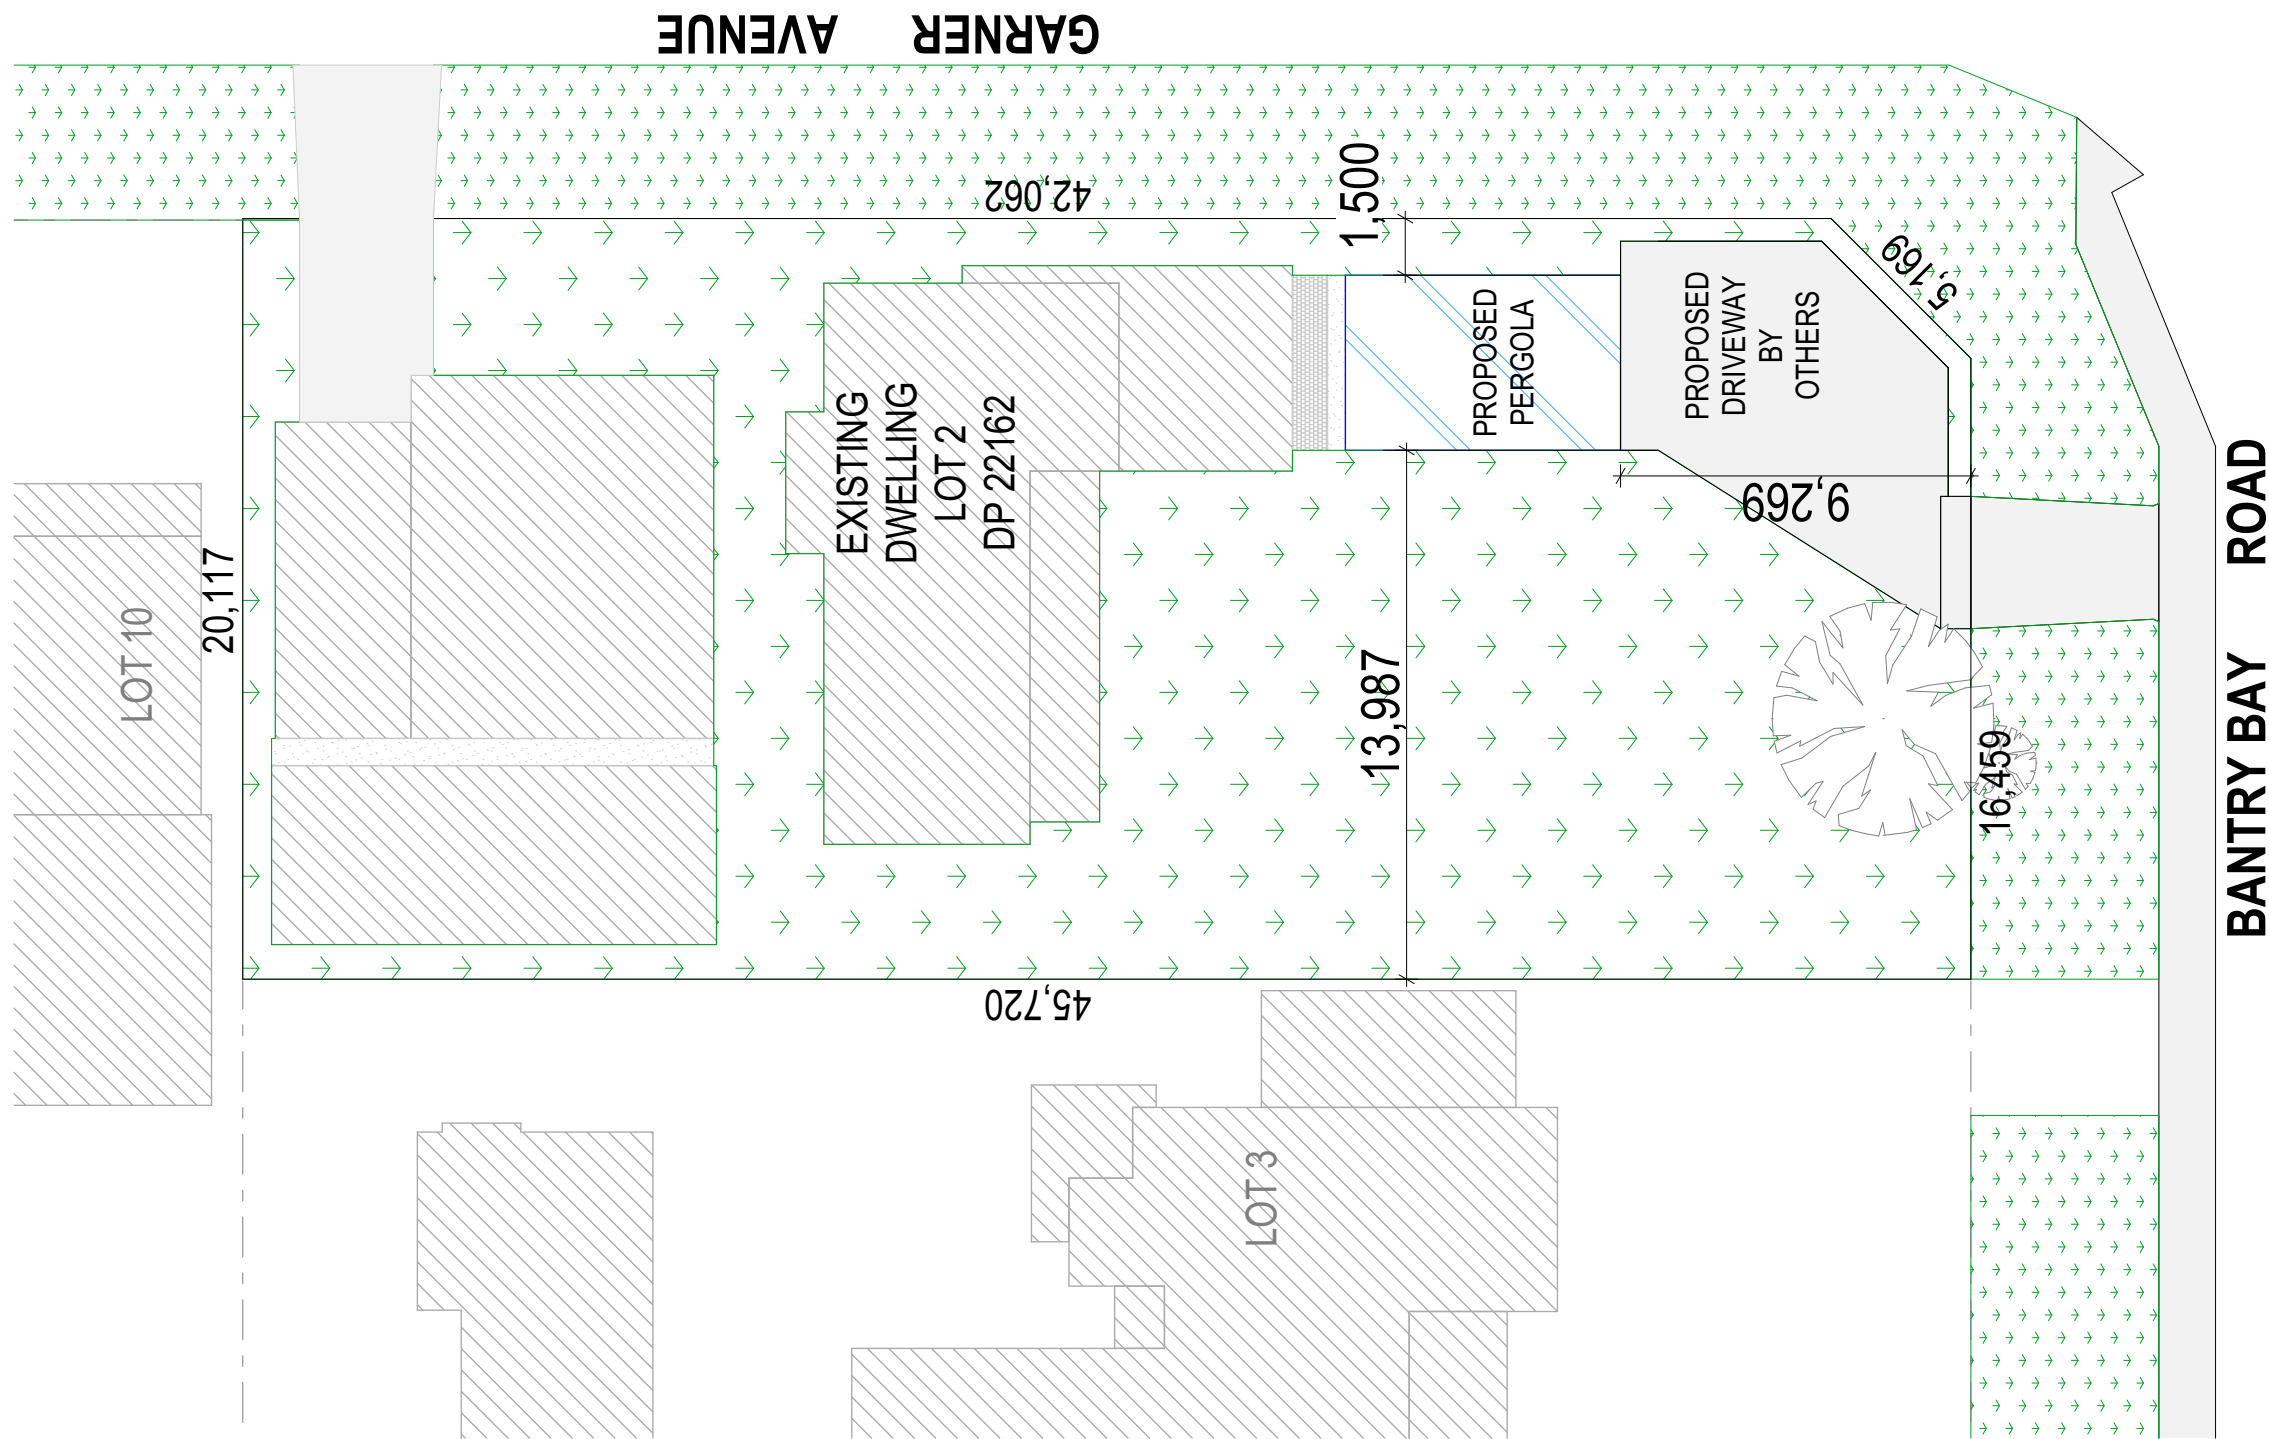 GARNER AVENUE
42,062
1,500
5,169
PROPOSED
PERGOLA
PROPOSED
DRIVEWAY
BY
OTHERS
EXISTING
DWELLING
LOT 2
DP 22162
9,269
20,117
LOT 10
13,987
16,459
BANTRY BAY ROAD
45,720
LOT 3